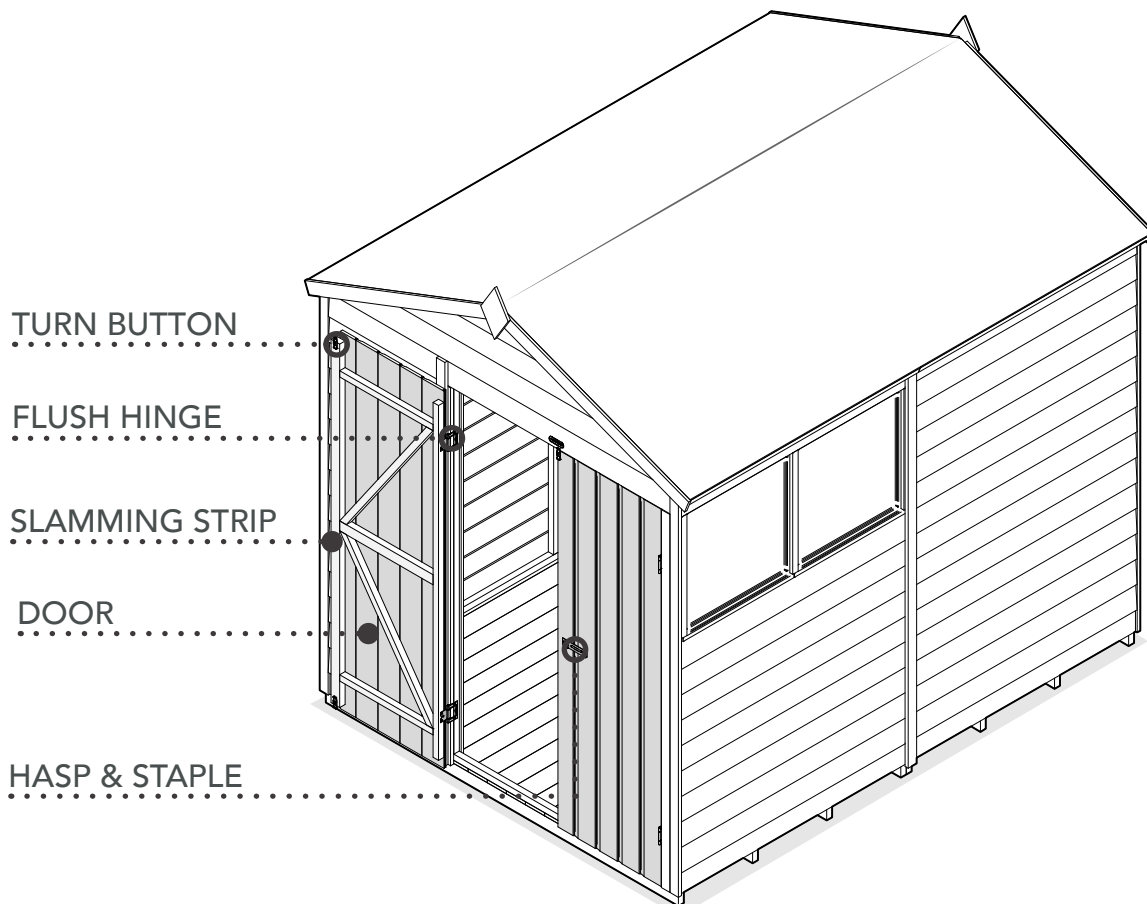 TURN BUTTON
FLUSH HINGE
SLAMMING STRIP
DOOR
HASP & STAPLE